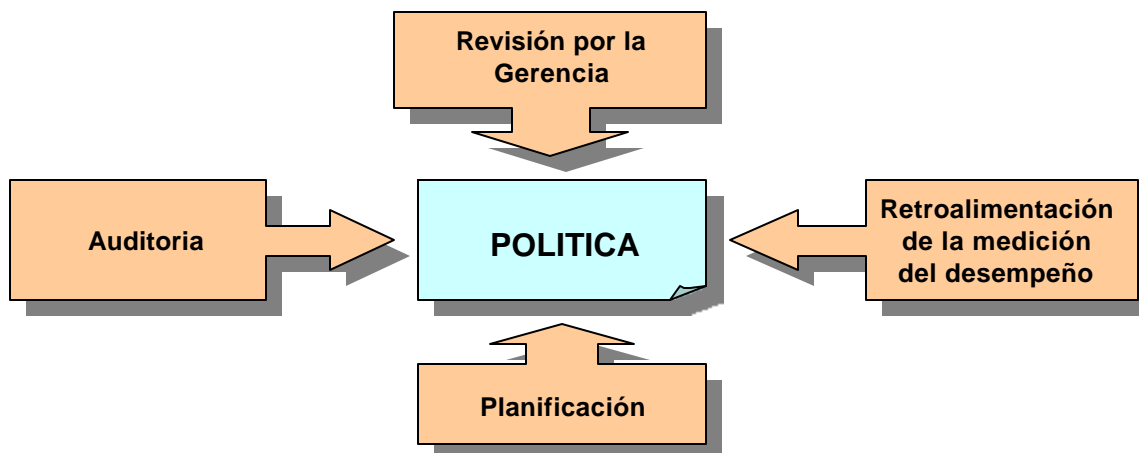 Revisión por la
Gerencia
Auditoria
POLITICA
Retroalimentación
de la medición
del desempeño
Planificación